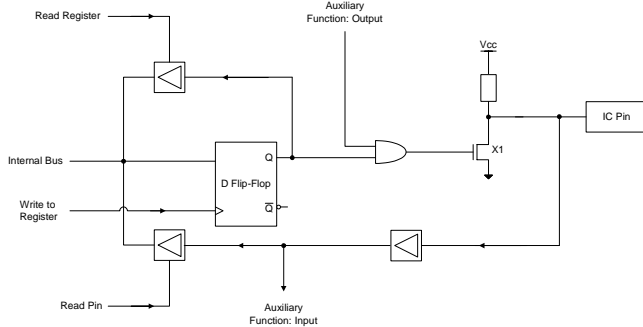 Read Register
Auxiliary
Function: Output
Vcc
IC Pin
X1
Internal Bus
Q
D Flip-Flop
Q
Write to
Register
Read Pin
Auxiliary
Function: Input